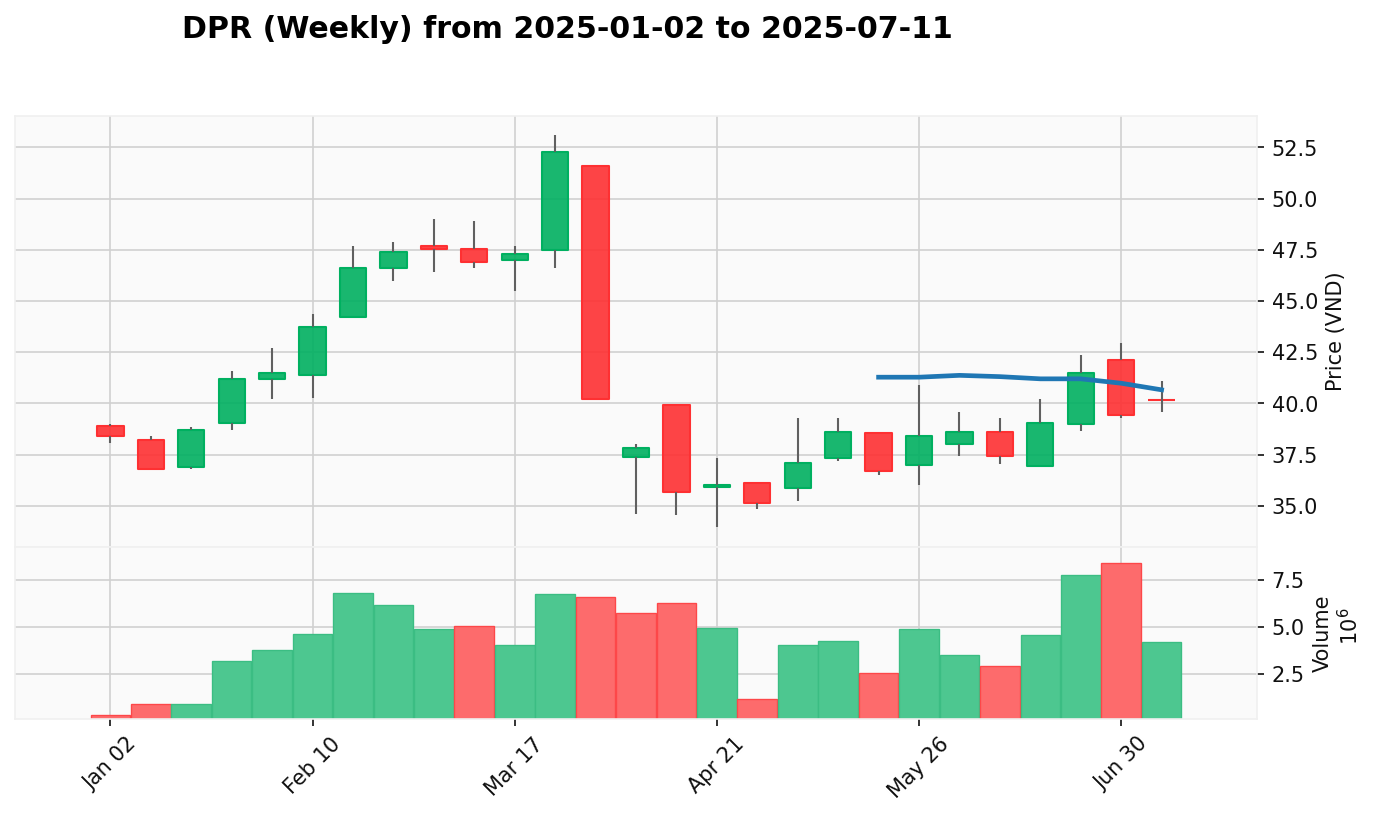 DPR (Weekly) from 2025-01-02 to 2025-07-11
52.5
50.0
47.5
45.0
42.5
40.0
37.5
35.0
Price (VND)
7.5
5.0
2.5
Volume
10^6
Jan 02
Feb 10
Mar 17
Apr 21
May 26
Jun 30